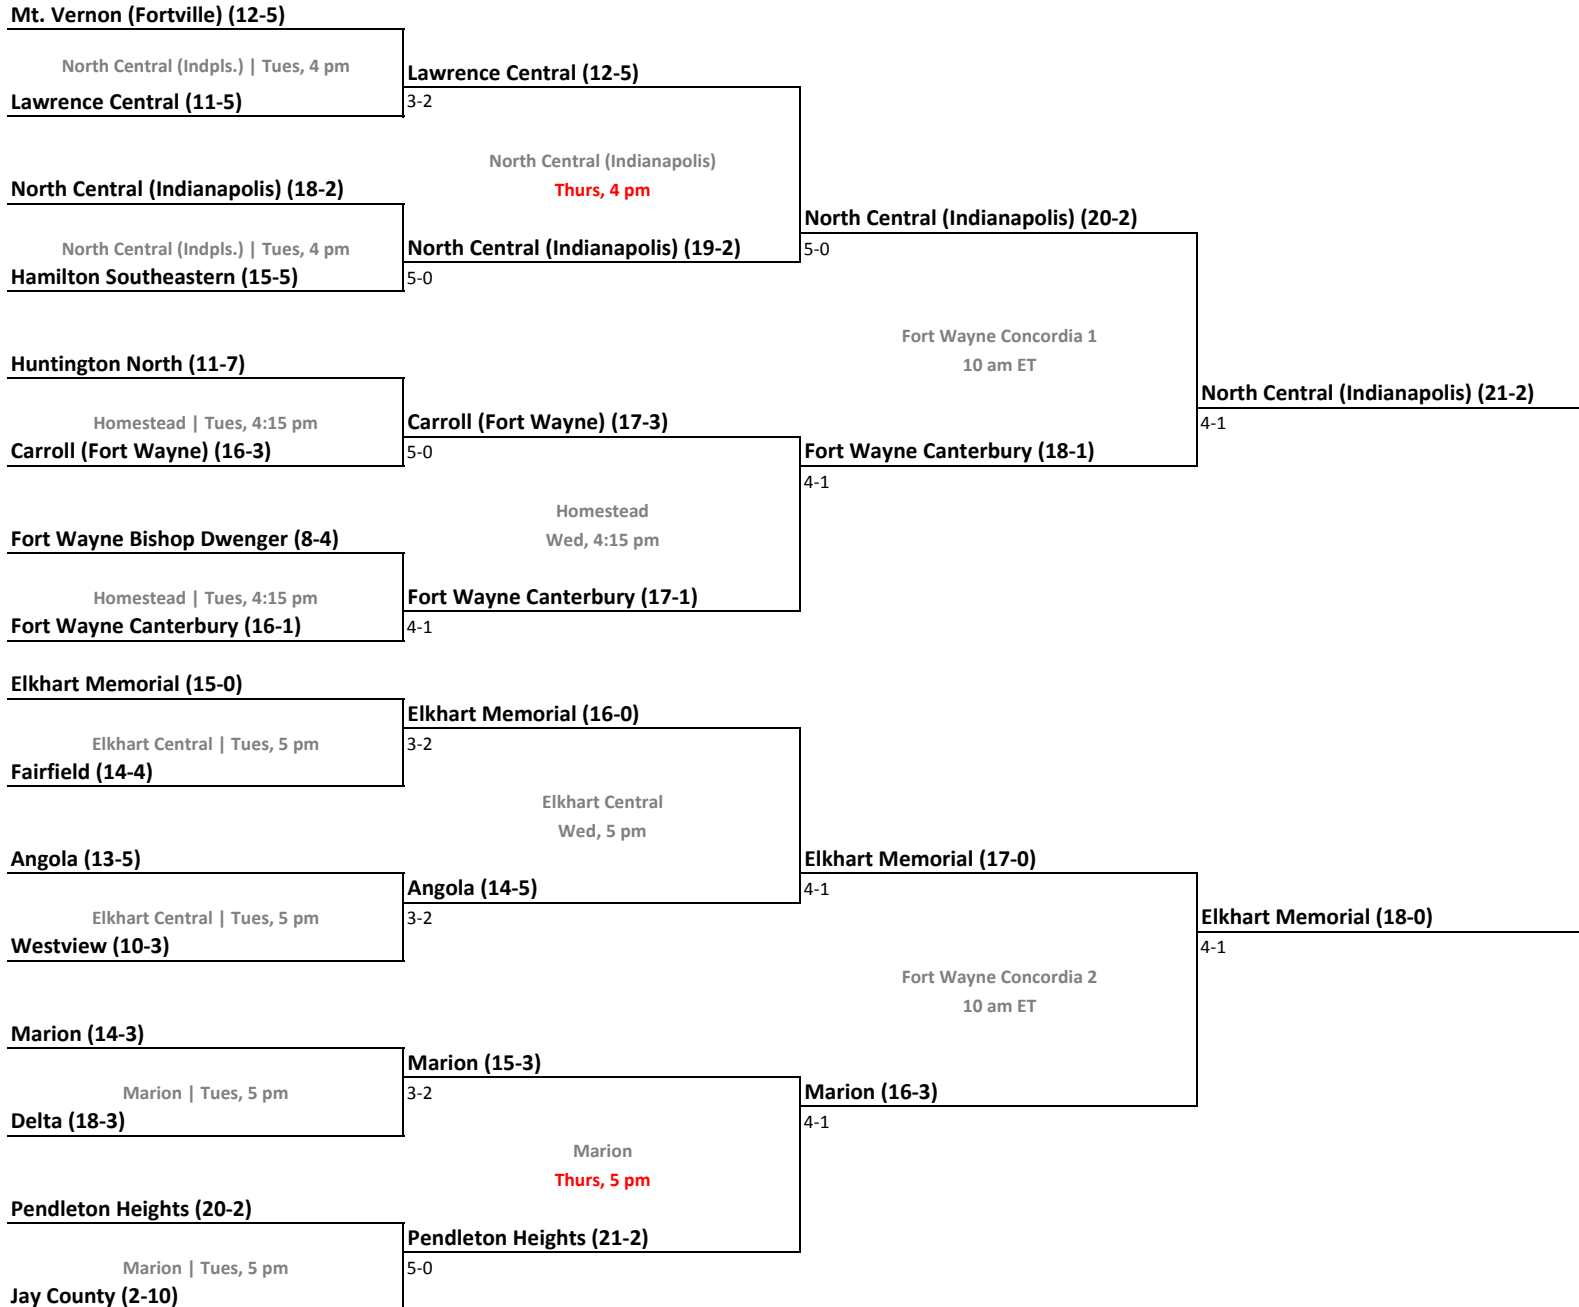 Mt. Vernon (Fortville) (12-5)
North Central (Indpls.) | Tues, 4 pm
Lawrence Central (12-5)
Lawrence Central (11-5)
3-2
North Central (Indianapolis)
North Central (Indianapolis) (18-2)
Thurs, 4 pm
North Central (Indianapolis) (20-2)
North Central (Indpls.) | Tues, 4 pm
North Central (Indianapolis) (19-2)
5-0
Hamilton Southeastern (15-5)
5-0
Fort Wayne Concordia 1
Huntington North (11-7)
10 am ET
North Central (Indianapolis) (21-2)
Homestead | Tues, 4:15 pm
Carroll (Fort Wayne) (17-3)
4-1
Carroll (Fort Wayne) (16-3)
5-0
Fort Wayne Canterbury (18-1)
4-1
Homestead
Fort Wayne Bishop Dwenger (8-4)
Wed, 4:15 pm
Homestead | Tues, 4:15 pm
Fort Wayne Canterbury (17-1)
Fort Wayne Canterbury (16-1)
4-1
Elkhart Memorial (15-0)
Elkhart Memorial (16-0)
Elkhart Central | Tues, 5 pm
3-2
Fairfield (14-4)
Elkhart Central
Wed, 5 pm
Angola (13-5)
Elkhart Memorial (17-0)
Angola (14-5)
4-1
Elkhart Central | Tues, 5 pm
3-2
Elkhart Memorial (18-0)
Westview (10-3)
4-1
Fort Wayne Concordia 2
10 am ET
Marion (14-3)
Marion (15-3)
Marion | Tues, 5 pm
3-2
Marion (16-3)
Delta (18-3)
4-1
Marion
Thurs, 5 pm
Pendleton Heights (20-2)
Pendleton Heights (21-2)
Marion | Tues, 5 pm
5-0
Jay County (2-10)